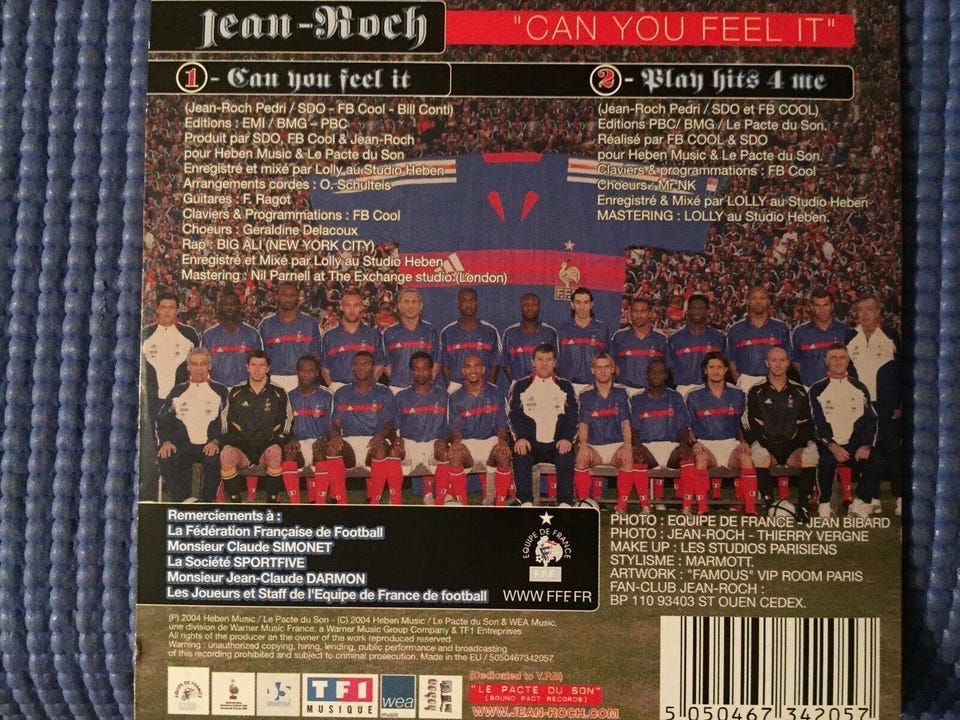 Jean-Roch
"CAN YOU FEEL IT"
1 - Can you feel it
(Jean-Roch Pedri / SDO - FB Cool - Bill Conti)
Editions : EMI / BMG - PBC
Produit par SDO, FB Cool & Jean-Roch
pour Heben Music & Le Pacte du Son
Enregistré et mixé par Lolly au Studio Heben
Arrangements cordes : O. Schulteis
Guitares : F. Ragot
Claviers & Programmations : FB Cool
Choeurs : Geraldine Delacoux
Rap : BIG ALI (NEW YORK CITY)
Enregistré et Mixé par Lolly au Studio Heben
Mastering : Nil Parnell at The Exchange studio (London)
2 - Play hits 4 me
(Jean-Roch Pedri / SDO et FB COOL)
Editions PBC/ BMG / Le Pacte du Son.
Réalisé par FB COOL & SDO
pour Heben Music & Le Pacte du Son.
Claviers & programmations : FB Cool
Choeurs : Mr NK
Enregistré & Mixé par LOLLY au Studio Heben
MASTERING : LOLLY au Studio Heben.
adidas
FFF
Remerciements à :
La Fédération Française de Football
Monsieur Claude SIMONET
La Société SPORTFIVE
Monsieur Jean-Claude DARMON
Les Joueurs et Staff de l'Equipe de France de football
EQUIPE DE FRANCE
F.F.F.
WWW FFF FR
PHOTO : EQUIPE DE FRANCE - JEAN BIBARD
PHOTO : JEAN-ROCH - THIERRY VERGNE
MAKE UP : LES STUDIOS PARISIENS
STYLISME : MARMOTT,
ARTWORK : "FAMOUS" VIP ROOM PARIS
FAN-CLUB JEAN-ROCH :
BP 110 93403 ST OUEN CEDEX.
(P) 2004 Heben Music / Le Pacte du Son - (C) 2004 Heben Music / Le Pacte du Son & WEA Music,
une division de Warner Music France, a Warner Music Group Company & TF1 Entreprises
All rights of the producer an the owner of the work reproduced reserved.
Warning : unauthorized copying, hiring, lending, public performance and broadcasting
of this recording prohibited and subject to criminal prosecution. Made in the EU / 5050467342057
EQUIPE DE FRANCE
TF1
MUSIQUE
wea
(Dedicated to Y.P.B)
"LE PACTE DU SON"
(SOUND PACT RECORDS)
WWW.JEAN-ROCH.COM
5 050467 342057